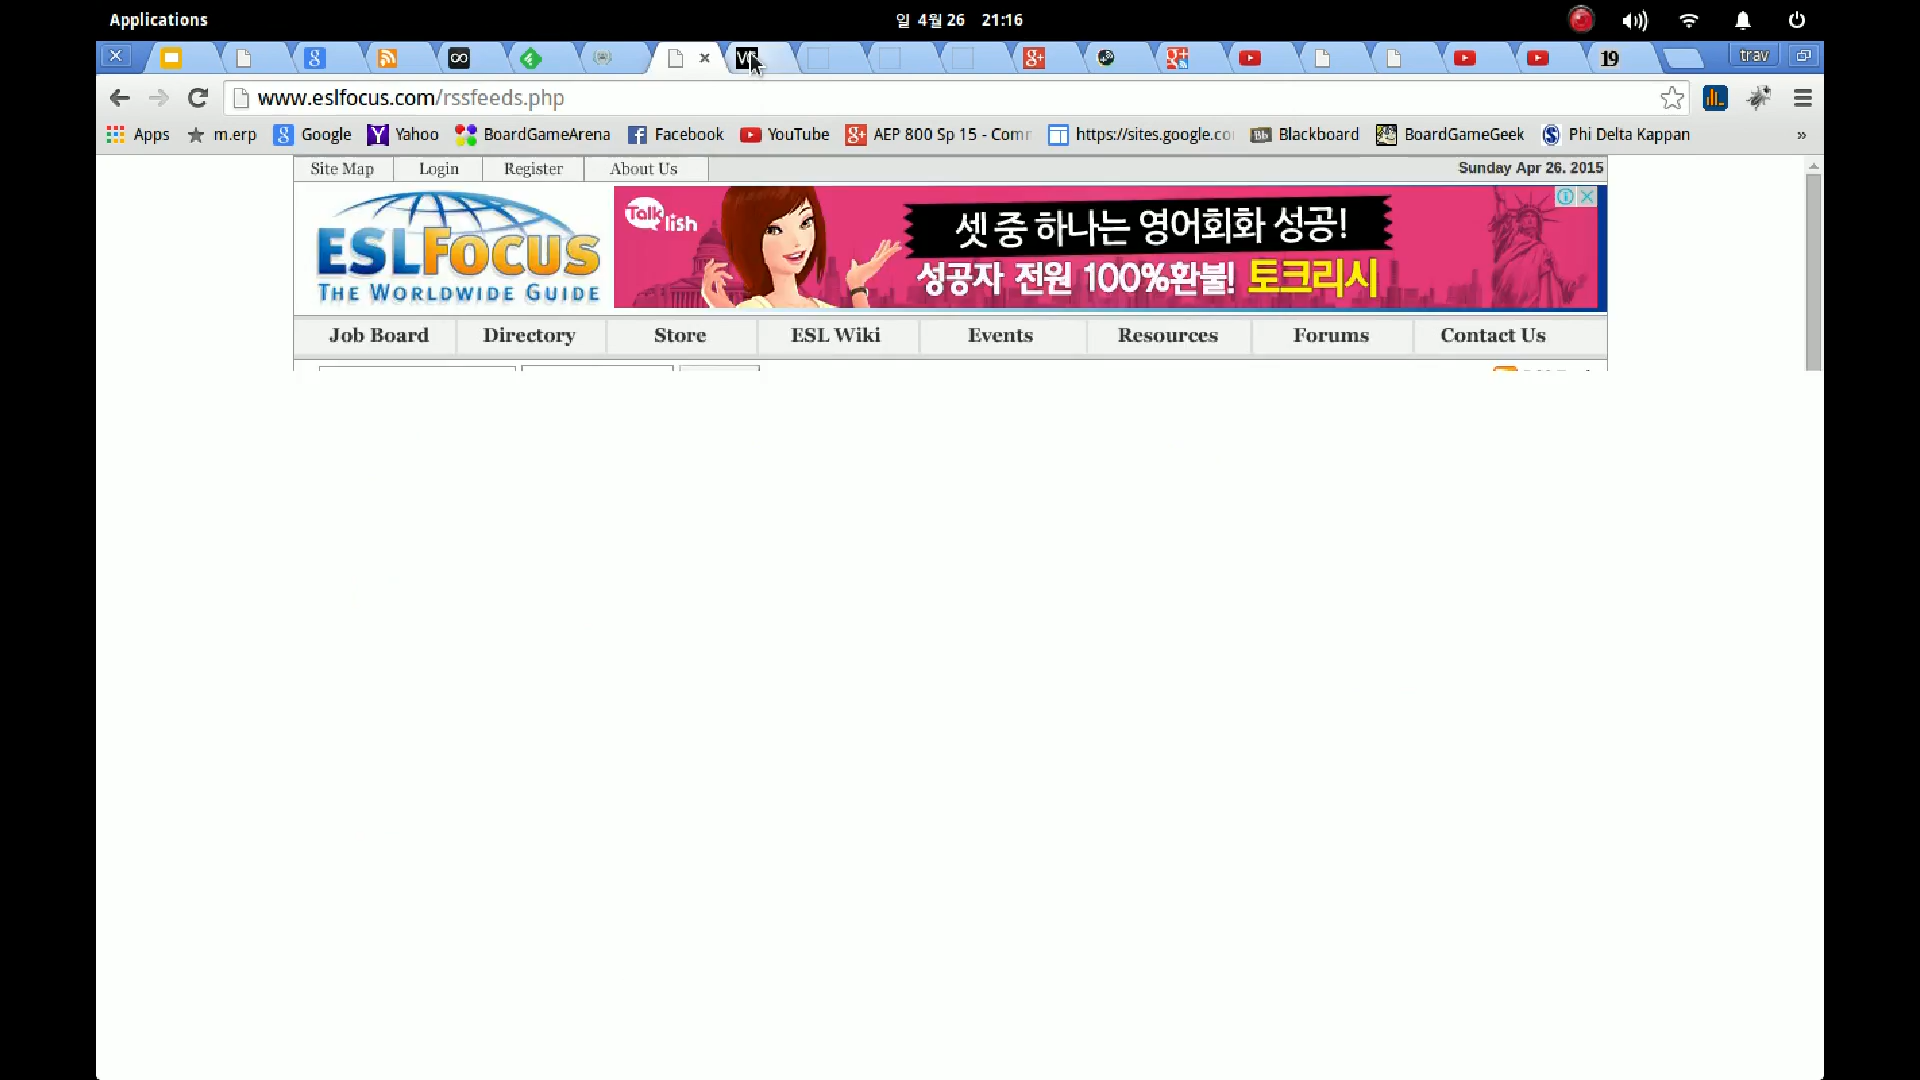 Applications
일 4월 26 21:16
W
19
trav
www.eslfocus.com/rssfeeds.php
Apps m.erp Google Yahoo BoardGameArena Facebook YouTube AEP 800 Sp 15 - Comm https://sites.google.co Blackboard BoardGameGeek Phi Delta Kappan »
Site Map Login Register About Us Sunday Apr 26. 2015
ESLFocus
THE WORLDWIDE GUIDE
Talk lish
셋 중 하나는 영어회화 성공!
성공자 전원 100%환불! 토크리시
Job Board Directory Store ESL Wiki Events Resources Forums Contact Us